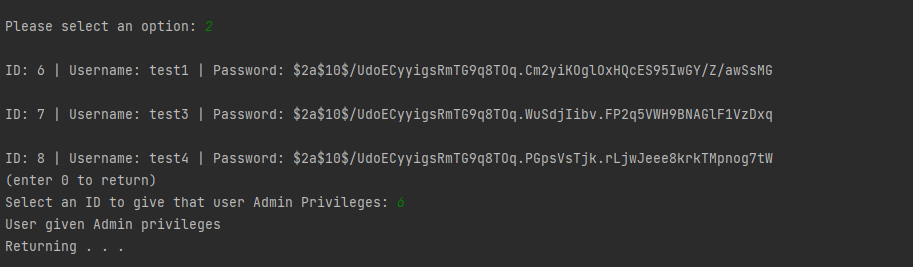 Please select an option: 2
ID: 6 | Username: test1 | Password: $2a$10$/UdoECyyigsRmTG9q8TOq.Cm2yiKOglOxHQcES95IwGY/Z/awSsMG
ID: 7 | Username: test3 | Password: $2a$10$/UdoECyyigsRmTG9q8TOq.WuSdjIibv.FP2q5VWH9BNAGlF1VzDxq
ID: 8 | Username: test4 | Password: $2a$10$/UdoECyyigsRmTG9q8TOq.PGpsVsTjk.rLjwJeee8krkTMpnog7tW
(enter 0 to return)
Select an ID to give that user Admin Privileges: 6
User given Admin privileges
Returning . . .